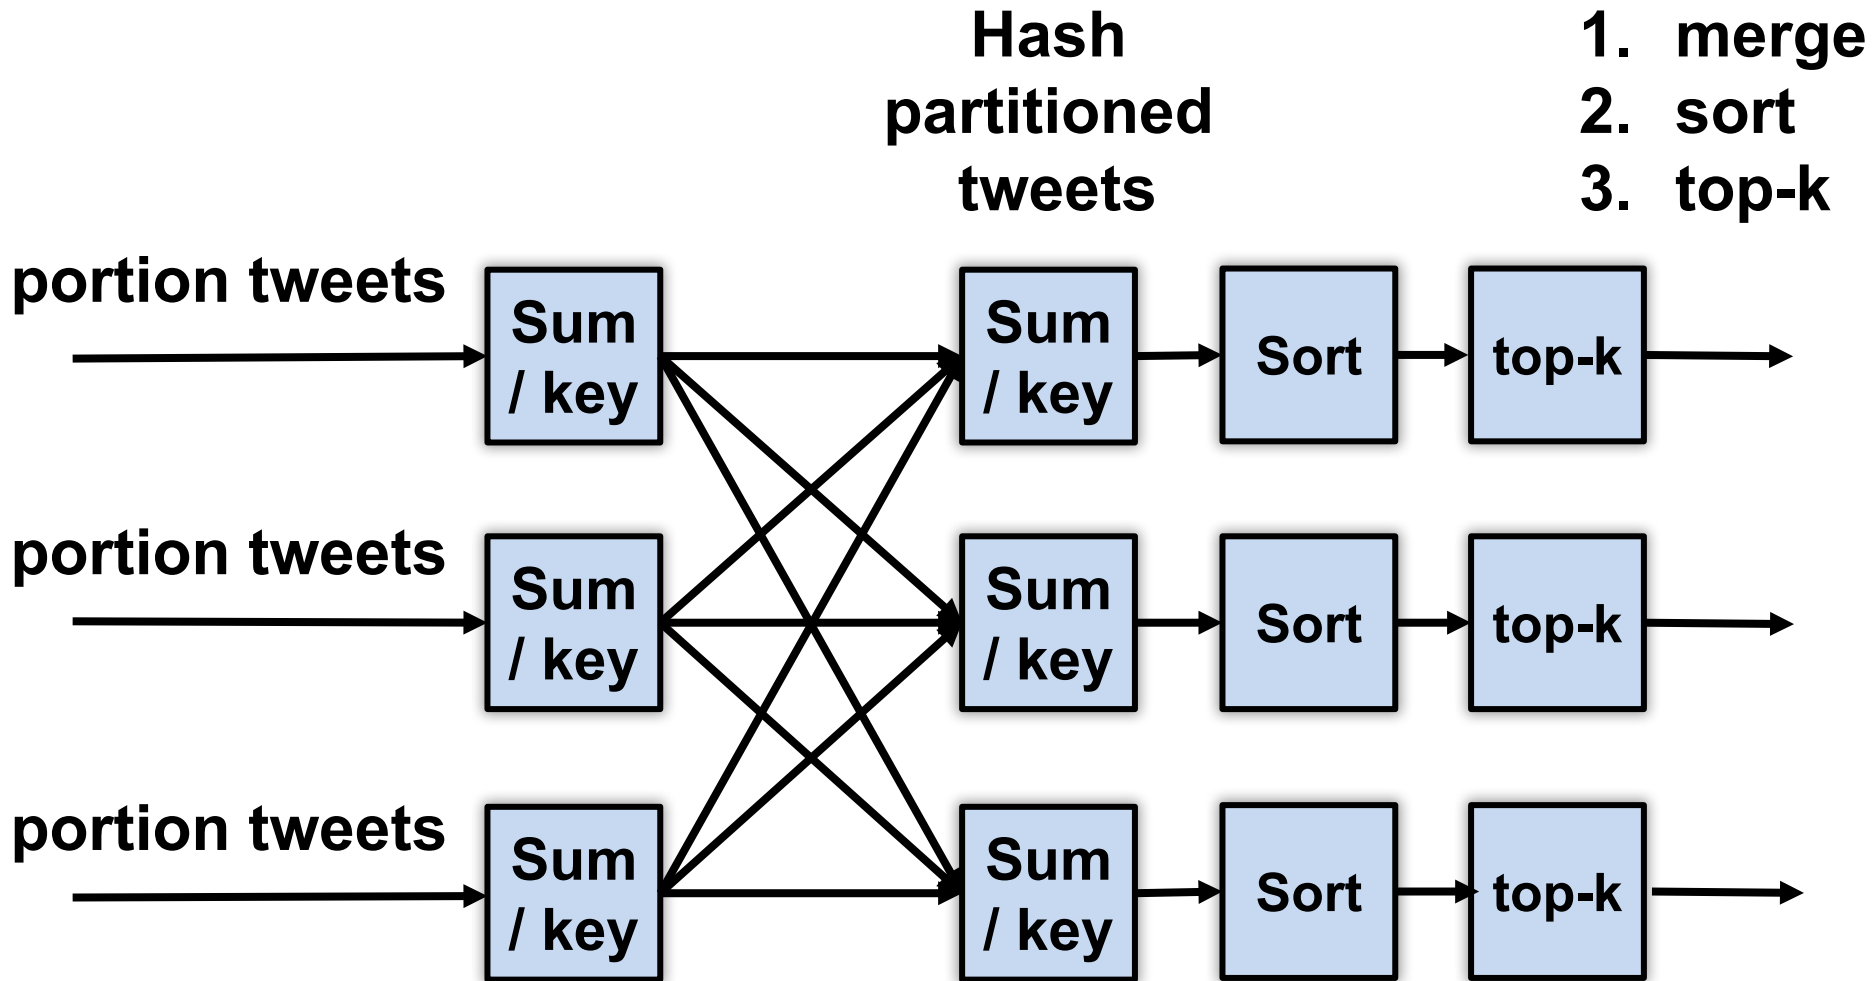 Hash
partitioned
tweets
1. merge
2. sort
3. top-k
portion tweets
Sum
/ key
Sum
/ key
Sort
top-k
portion tweets
Sum
/ key
Sum
/ key
Sort
top-k
portion tweets
Sum
/ key
Sum
/ key
Sort
top-k